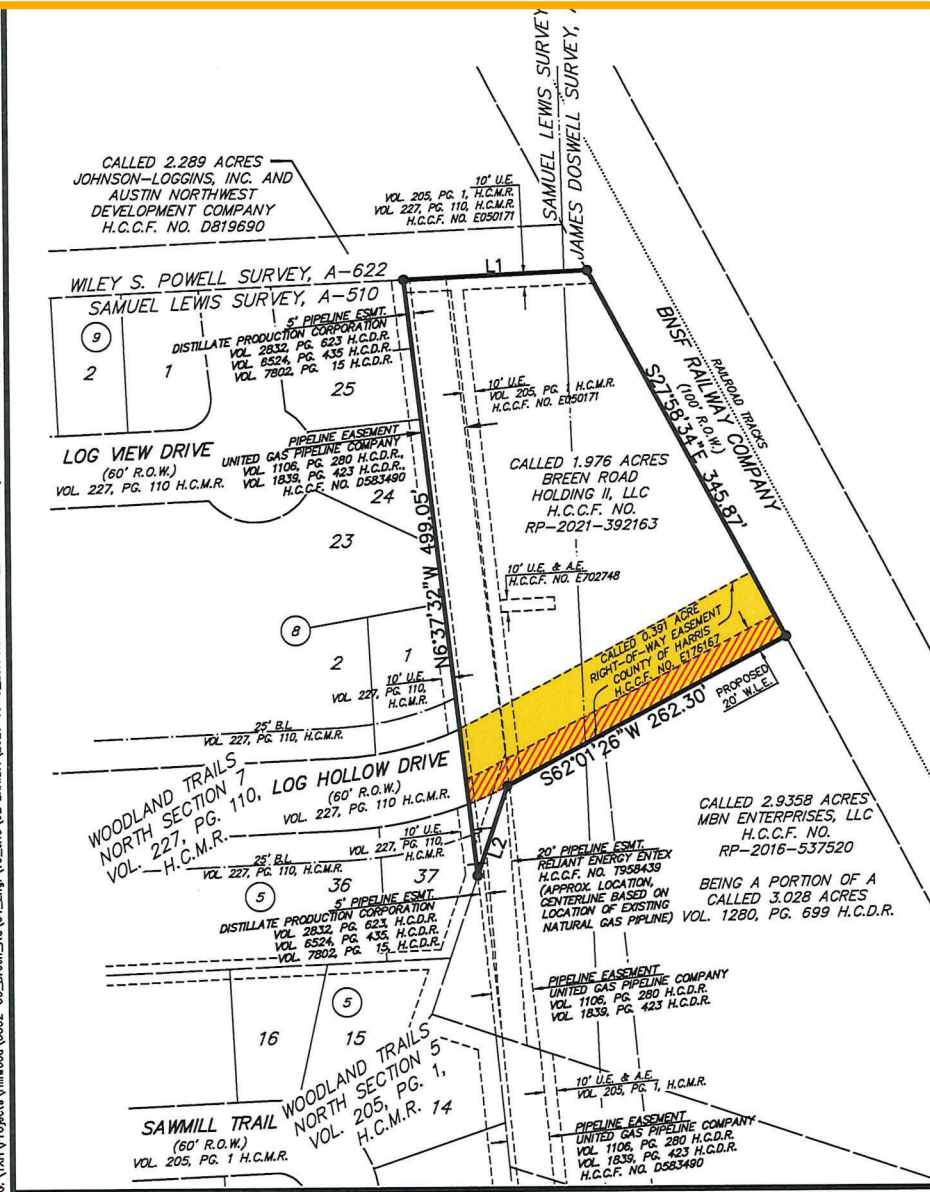 SAMUEL LEWIS SURVEY
JAMES DOSWELL SURVEY,
CALLED 2.289 ACRES
JOHNSON-LOGGINS, INC. AND
AUSTIN NORTHWEST
DEVELOPMENT COMPANY
H.C.C.F. NO. D819690
10' U.E.
VOL. 205, PG. 1, H.C.M.R.
VOL. 227, PG. 110, H.C.M.R.
H.C.C.F. NO. E050171
L1
WILEY S. POWELL SURVEY, A-622
SAMUEL LEWIS SURVEY, A-510
5' PIPELINE ESMT.
DISTILLATE PRODUCTION CORPORATION
VOL. 2832, PG. 623 H.C.D.R.
VOL. 6524, PG. 435 H.C.D.R.
VOL. 7802, PG. 15 H.C.D.R.
9
2
1
25
10' U.E.
VOL. 205, PG. 1 H.C.M.R.
H.C.C.F. NO. E050171
BNSF RAILWAY COMPANY
(100' R.O.W.)
RAILROAD TRACKS
S27°58'34"E 345.87'
LOG VIEW DRIVE
(60' R.O.W.)
VOL. 227, PG. 110 H.C.M.R.
PIPELINE EASEMENT
UNITED GAS PIPELINE COMPANY
VOL. 1106, PG. 280 H.C.D.R.,
VOL. 1839, PG. 423 H.C.D.R.,
H.C.C.F. NO. D583490
24
23
CALLED 1.976 ACRES
BREEN ROAD
HOLDING II, LLC
H.C.C.F. NO.
RP-2021-392163
N6°37'32"W 499.05'
10' U.E. & A.E.
H.C.C.F. NO. E702748
8
2
1
10' U.E.
VOL. 227, PG. 110,
H.C.M.R.
CALLED 0.391 ACRE
RIGHT-OF-WAY EASEMENT
COUNTY OF HARRIS
H.C.C.F. NO. E176167
PROPOSED
20' W.L.E.
S62°01'26"W 262.30'
25' B.L.
VOL. 227, PG. 110, H.C.M.R.
WOODLAND TRAILS
NORTH SECTION 7
VOL. 227, PG. 110,
H.C.M.R.
LOG HOLLOW DRIVE
(60' R.O.W.)
VOL. 227, PG. 110 H.C.M.R.
10' U.E.
VOL. 227, PG. 110,
H.C.M.R.
L2
25' B.L.
VOL. 227, PG. 110, H.C.M.R.
5
36
37
CALLED 2.9358 ACRES
MBN ENTERPRISES, LLC
H.C.C.F. NO.
RP-2016-537520
BEING A PORTION OF A
CALLED 3.028 ACRES
VOL. 1280, PG. 699 H.C.D.R.
20' PIPELINE ESMT.
RELIANT ENERGY ENTEX
H.C.C.F. NO. T958439
(APPROX. LOCATION,
CENTERLINE BASED ON
LOCATION OF EXISTING
NATURAL GAS PIPLINE)
5' PIPELINE ESMT.
DISTILLATE PRODUCTION CORPORATION
VOL. 2832, PG. 623, H.C.D.R.
VOL. 6524, PG. 435, H.C.D.R.
VOL. 7802, PG. 15, H.C.D.R.
PIPELINE EASEMENT
UNITED GAS PIPELINE COMPANY
VOL. 1106, PG. 280 H.C.D.R.
VOL. 1839, PG. 423 H.C.D.R.
16
5
15
14
WOODLAND TRAILS
NORTH SECTION 5
VOL. 205, PG. 1,
H.C.M.R.
10' U.E. & A.E.
VOL. 205, PG. 1, H.C.M.R.
SAWMILL TRAIL
(60' R.O.W.)
VOL. 205, PG. 1 H.C.M.R.
PIPELINE EASEMENT
UNITED GAS PIPELINE COMPANY
VOL. 1106, PG. 280 H.C.D.R.
VOL. 1839, PG. 423 H.C.D.R.
H.C.C.F. NO. D583490